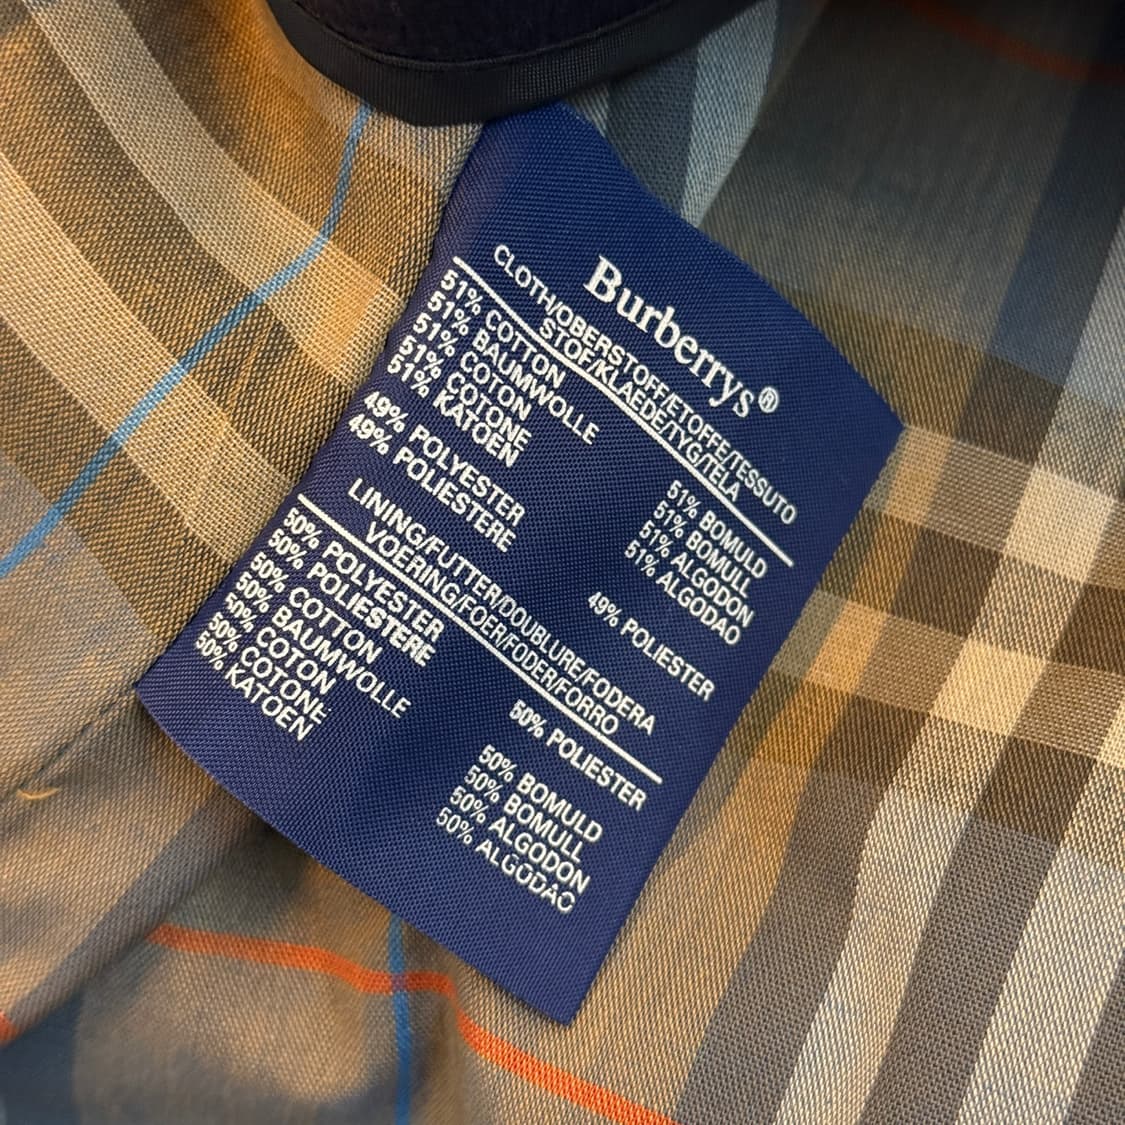 Burberrys®
CLOTH/OBERSTOFF/ETOFFE/TESSUTO
STOF/KLAEDE/TYG/TELA
51% COTTON
51% BAUMWOLLE
51% COTON
51% COTONE
51% KATOEN
51% BOMULD
51% BOMULL
51% ALGODON
51% ALGODAO
49% POLYESTER
49% POLIESTERE
49% POLIESTER
LINING/FUTTER/DOUBLURE/FODERA
VOERING/FOER/FODER/FORRO
50% POLYESTER
50% POLIESTERE
50% POLIESTER
50% COTTON
50% BAUMWOLLE
50% COTON
50% COTONE
50% KATOEN
50% BOMULD
50% BOMULL
50% ALGODON
50% ALGODAO